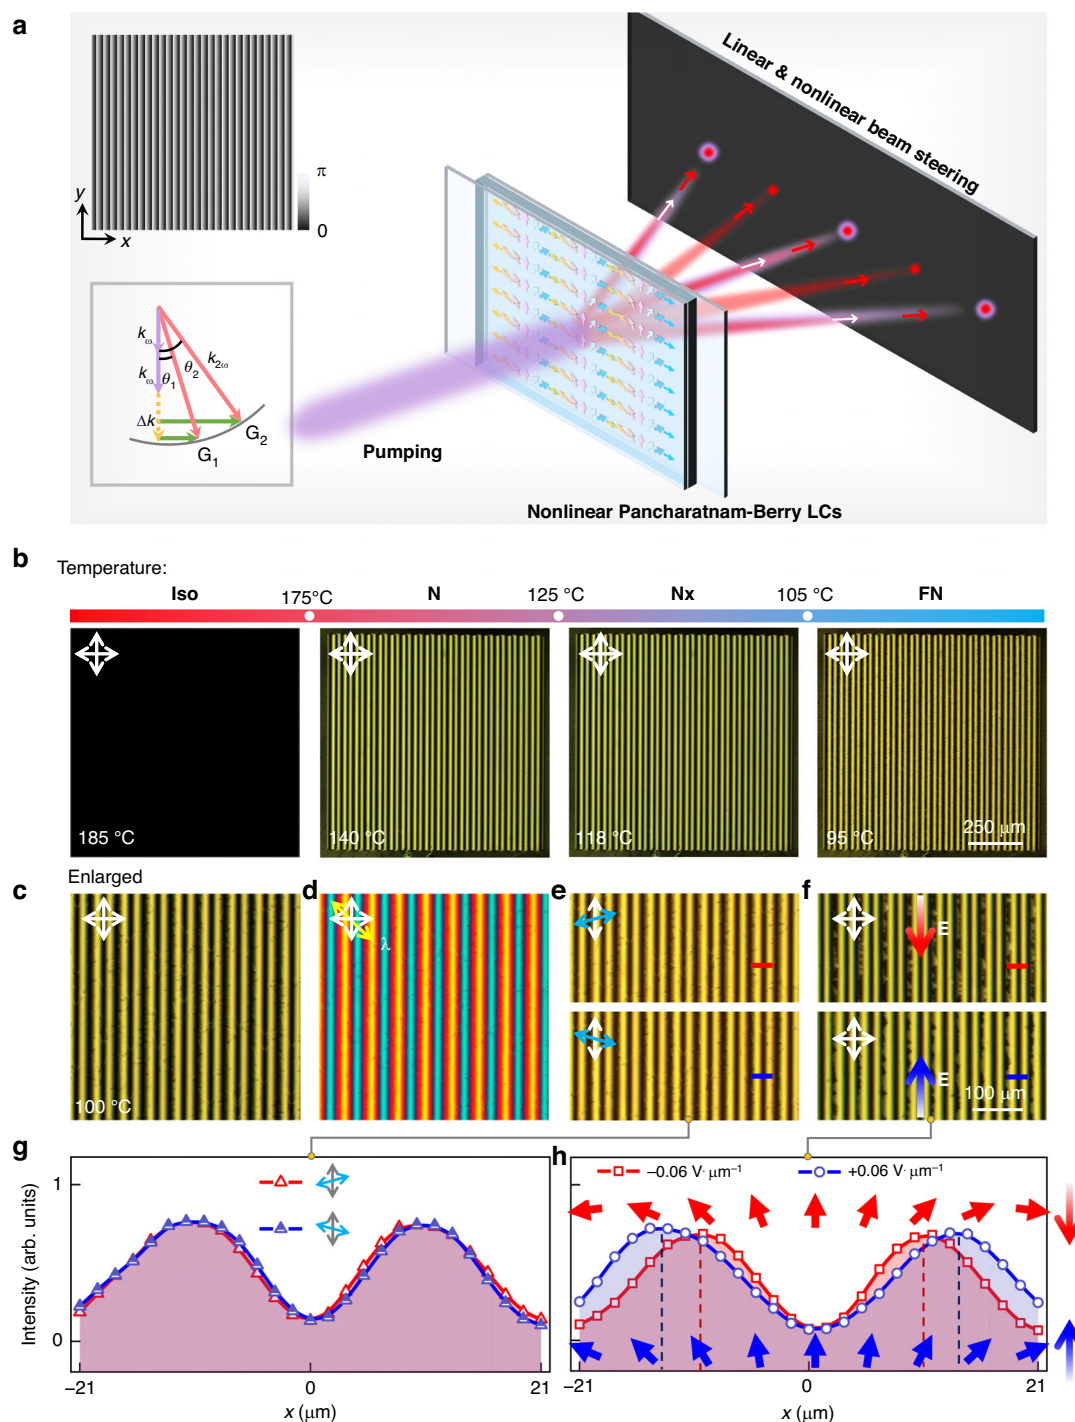 a
π
0
y
x
kω
kω
θ1
θ2
k2ω
Δk
G1
G2
Linear & nonlinear beam steering
Pumping
Nonlinear Pancharatnam-Berry LCs
b
Temperature:
Iso
175°C
N
125 °C
Nx
105 °C
FN
185 °C
140 °C
118 °C
95 °C
250 μm
Enlarged
c
100 °C
d
λ
e
f
E
E
100 μm
g
1
0
Intensity (arb. units)
−21
0
21
x (μm)
h
−0.06 V· μm⁻¹
+0.06 V· μm⁻¹
−21
0
21
x (μm)